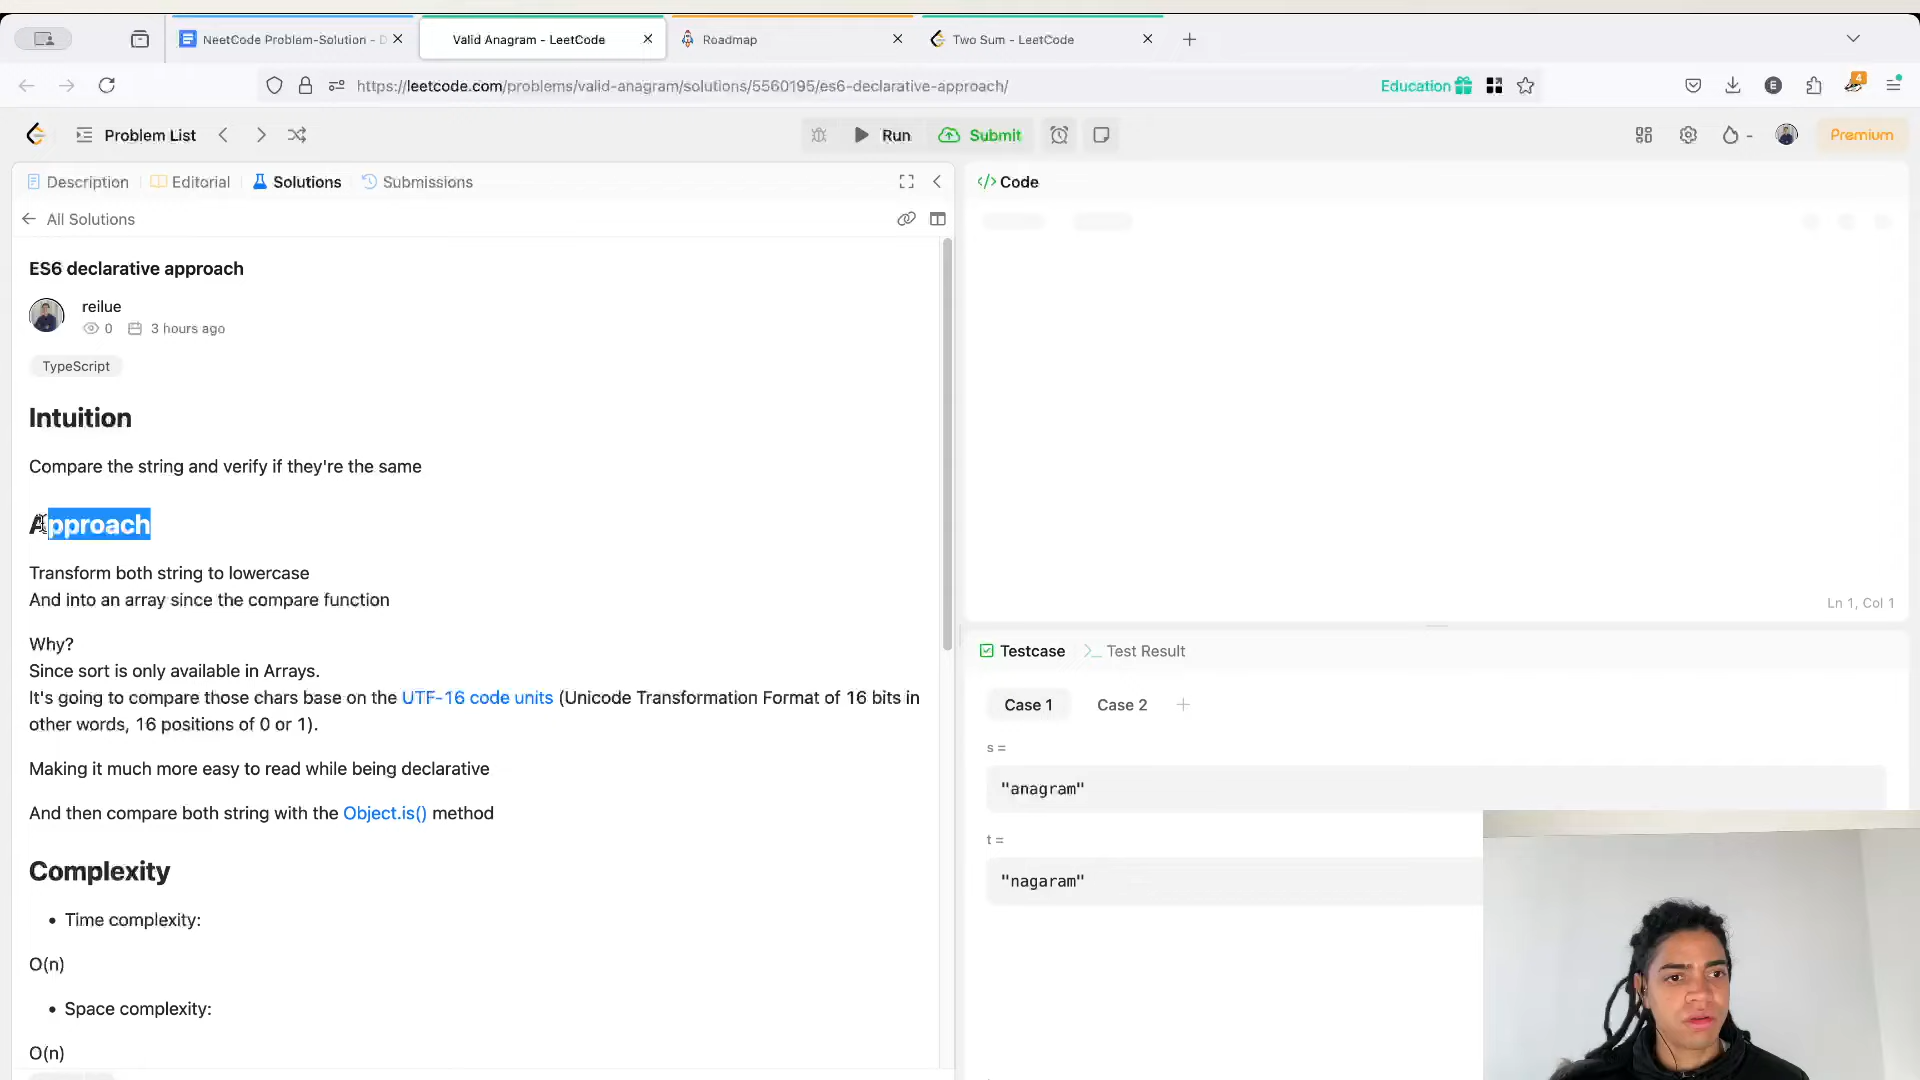 NeetCode Problem-Solution - D
Valid Anagram - LeetCode
Roadmap
Two Sum - LeetCode
https://leetcode.com/problems/valid-anagram/solutions/5560195/es6-declarative-approach/
Education
E
4
Problem List
Run
Submit
-
Premium
Description
Editorial
Solutions
Submissions
</> Code
All Solutions
ES6 declarative approach
reilue
0
3 hours ago
TypeScript
Intuition
Compare the string and verify if they're the same
Approach
Transform both string to lowercase
And into an array since the compare function
Why?
Since sort is only available in Arrays.
It's going to compare those chars base on the UTF-16 code units (Unicode Transformation Format of 16 bits in
other words, 16 positions of 0 or 1).
Making it much more easy to read while being declarative
And then compare both string with the Object.is() method
Complexity
• Time complexity:
O(n)
• Space complexity:
O(n)
Ln 1, Col 1
Testcase
Test Result
Case 1
Case 2
s =
"anagram"
t =
"nagaram"